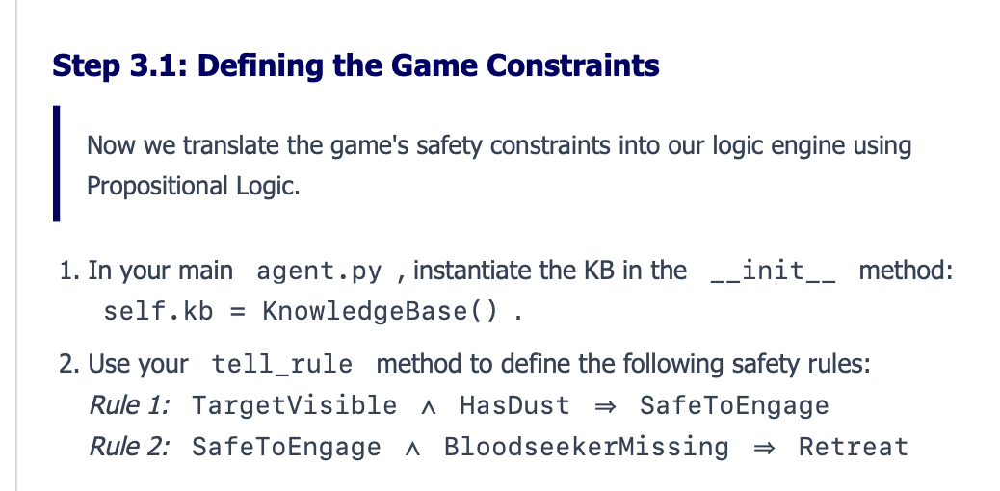 Step 3.1: Defining the Game Constraints
Now we translate the game's safety constraints into our logic engine using
Propositional Logic.
1. In your main agent.py , instantiate the KB in the __init__ method:
self.kb = KnowledgeBase() .
2. Use your tell_rule method to define the following safety rules:
Rule 1: TargetVisible ∧ HasDust ⇒ SafeToEngage
Rule 2: SafeToEngage ∧ BloodseekerMissing ⇒ Retreat